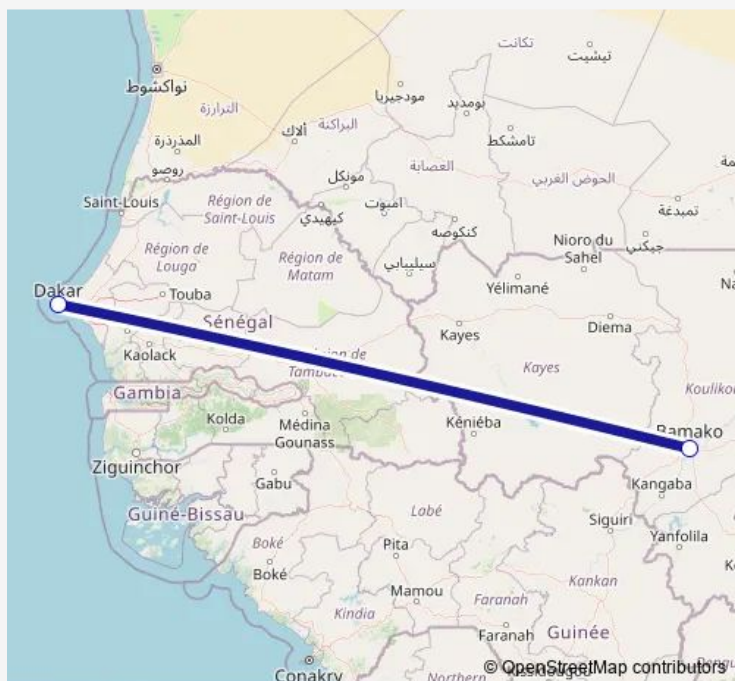 تكانت
تيشيت
نواكشوط
مودجيريا
بومديد
الترارزة
ألاك
البراكنة
تامشكط
المذرذرة
العصابة
الحوض الغربي
روصو
مونكل
Saint-Louis
Région de
Saint-Louis
كيهيدي
امبوت
كنكوصه
تمبدغة
جيكني
Nioro du
Sahel
Région de
Louga
Région de
Matam
سيليبابي
Yélimané
Dakar
Touba
Sénégal
Kayes
Diema
Kaolack
Kayes
Gambia
Kolda
Médina
Gounass
Kéniéba
Bamako
Ziguinchor
Gabu
Kangaba
Guiné-Bissau
Labé
Siguiri
Yanfolila
Boké
Pita
Boké
Mamou
Kankan
Kindia
Faranah
Faranah
Guinée
Conakry
Northern
© OpenStreetMap contributors